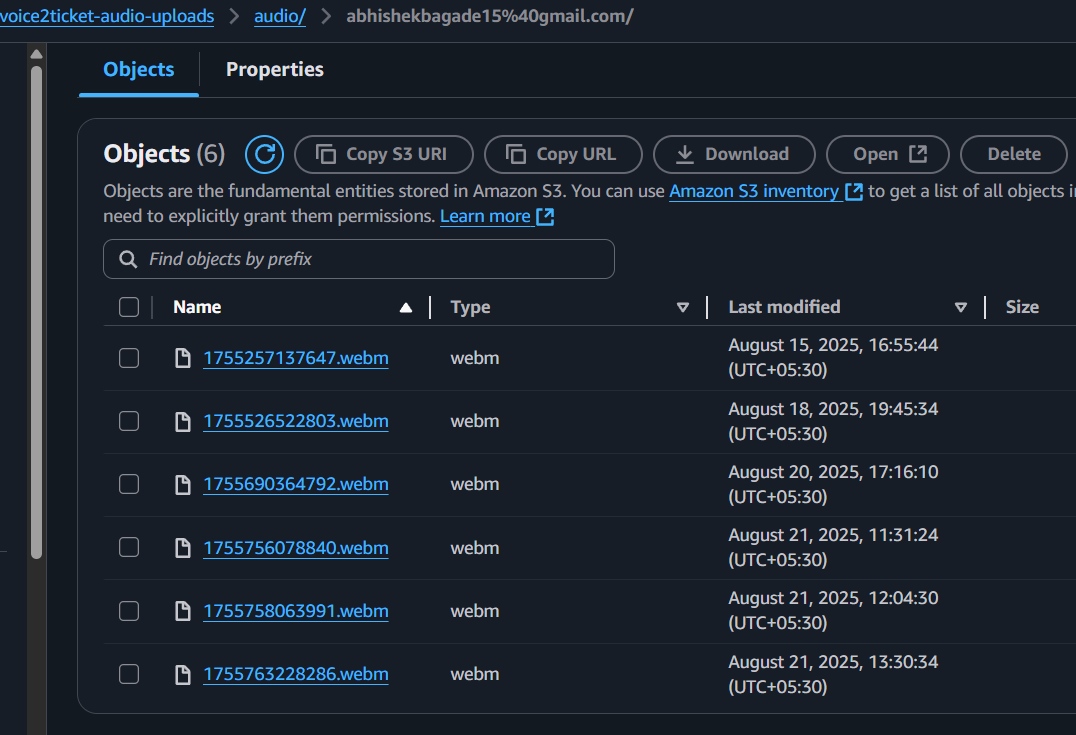 voice2ticket-audio-uploads > audio/ > abhishekbagade15%40gmail.com/
Objects Properties
Objects (6) Copy S3 URI Copy URL Download Open Delete
Objects are the fundamental entities stored in Amazon S3. You can use Amazon S3 inventory to get a list of all objects i
need to explicitly grant them permissions. Learn more
Find objects by prefix
Name Type Last modified Size
1755257137647.webm webm August 15, 2025, 16:55:44
(UTC+05:30)
1755526522803.webm webm August 18, 2025, 19:45:34
(UTC+05:30)
1755690364792.webm webm August 20, 2025, 17:16:10
(UTC+05:30)
1755756078840.webm webm August 21, 2025, 11:31:24
(UTC+05:30)
1755758063991.webm webm August 21, 2025, 12:04:30
(UTC+05:30)
1755763228286.webm webm August 21, 2025, 13:30:34
(UTC+05:30)